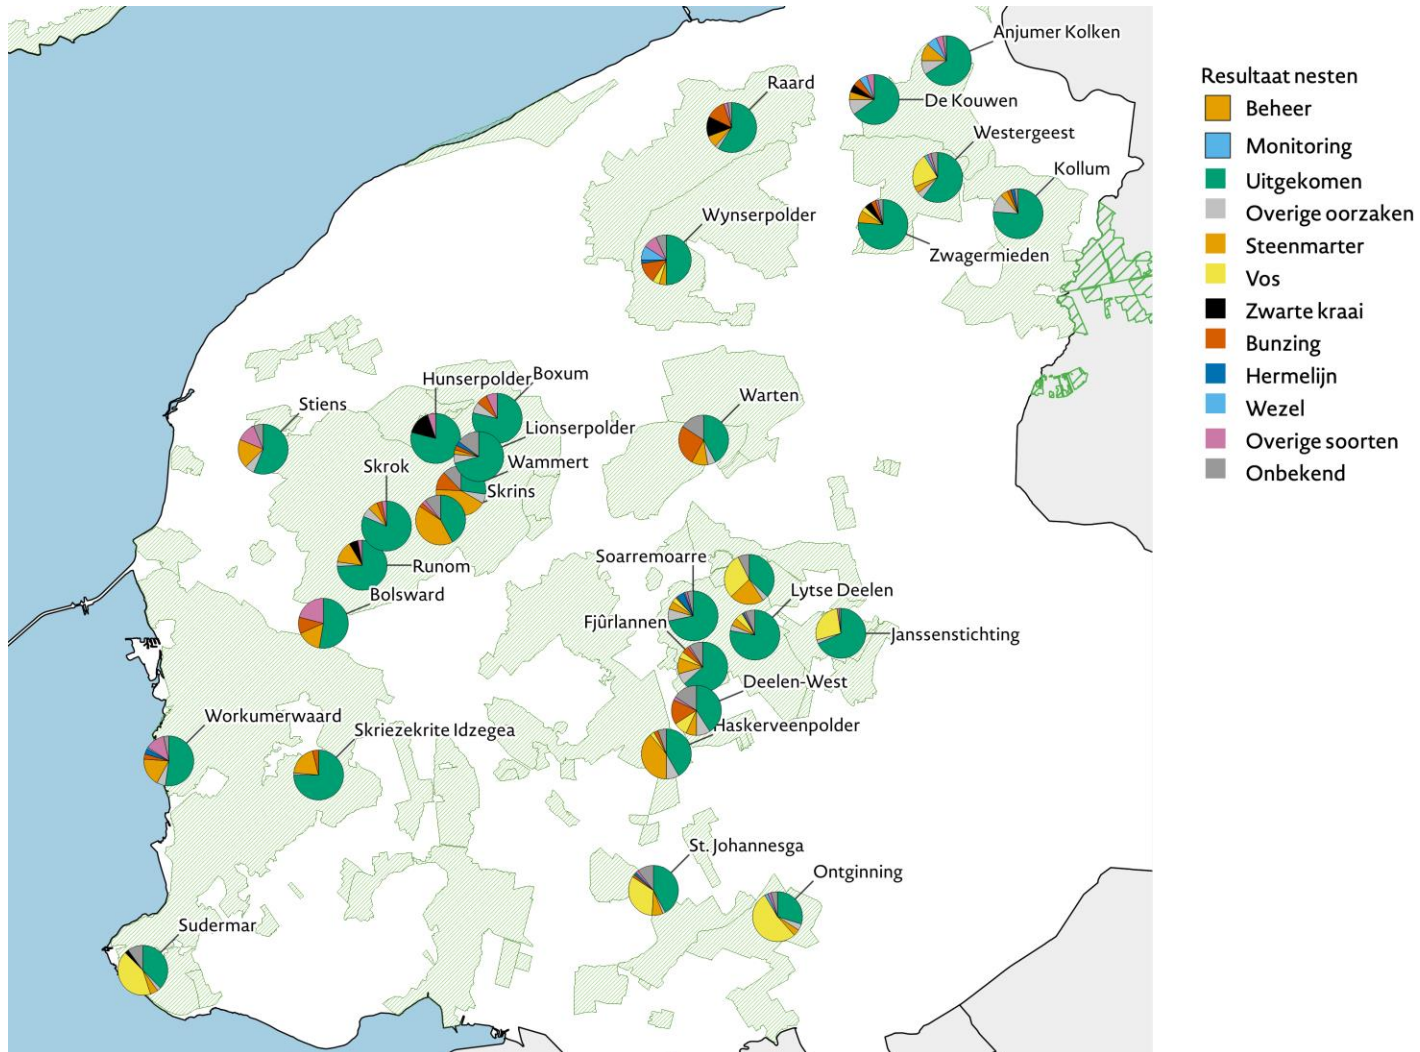 Anjumer Kolken
Raard
De Kouwen
Westergeest
Kollum
Wynserpolder
Zwagermieden
Hunserpolder
Boxum
Stiens
Warten
Lionserpolder
Skrok
Wammert
Skrins
Soarremoarre
Runom
Lytse Deelen
Bolsward
Fjûrlannen
Janssenstichting
Deelen-West
Workumerwaard
Haskerveenpolder
Skriezekrite Idzegea
St. Johannesga
Ontginning
Sudermar
Resultaat nesten
Beheer
Monitoring
Uitgekomen
Overige oorzaken
Steenmarter
Vos
Zwarte kraai
Bunzing
Hermelijn
Wezel
Overige soorten
Onbekend